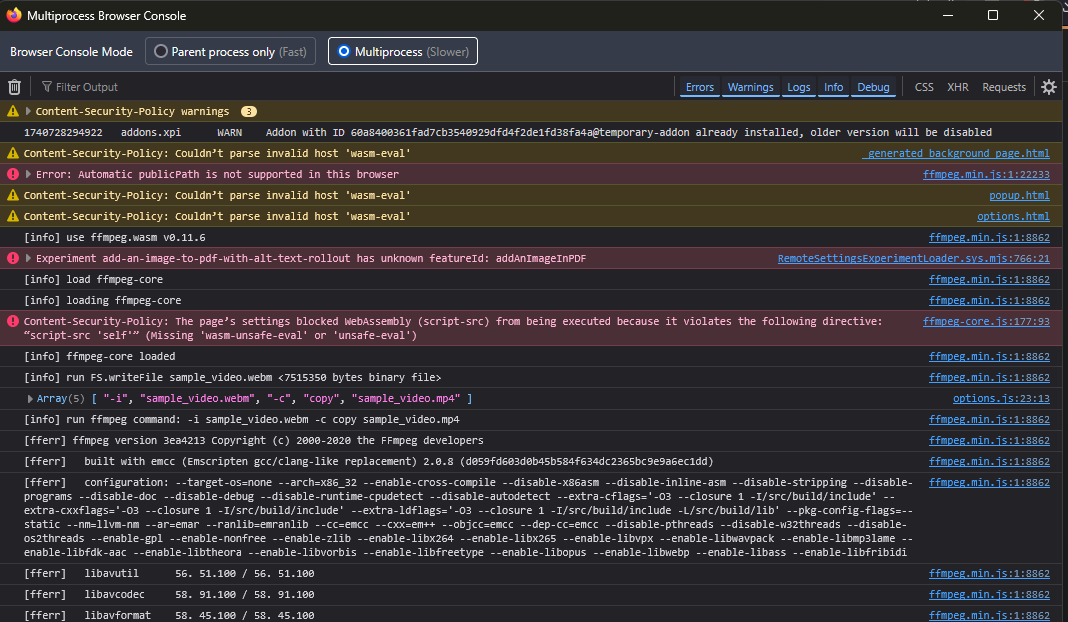 Multiprocess Browser Console
Browser Console Mode
Parent process only (Fast)
Multiprocess (Slower)
Filter Output
Errors Warnings Logs Info Debug CSS XHR Requests
Content-Security-Policy warnings 3
1740728294922 addons.xpi WARN Addon with ID 60a8400361fad7cb3540929dfd4f2de1fd38fa4a@temporary-addon already installed, older version will be disabled
Content-Security-Policy: Couldn’t parse invalid host 'wasm-eval' _generated_background_page.html
Error: Automatic publicPath is not supported in this browser ffmpeg.min.js:1:22233
Content-Security-Policy: Couldn’t parse invalid host 'wasm-eval' popup.html
Content-Security-Policy: Couldn’t parse invalid host 'wasm-eval' options.html
[info] use ffmpeg.wasm v0.11.6 ffmpeg.min.js:1:8862
Experiment add-an-image-to-pdf-with-alt-text-rollout has unknown featureId: addAnImageInPDF RemoteSettingsExperimentLoader.sys.mjs:766:21
[info] load ffmpeg-core ffmpeg.min.js:1:8862
[info] loading ffmpeg-core ffmpeg.min.js:1:8862
Content-Security-Policy: The page’s settings blocked WebAssembly (script-src) from being executed because it violates the following directive: ffmpeg-core.js:177:93
“script-src 'self'” (Missing 'wasm-unsafe-eval' or 'unsafe-eval')
[info] ffmpeg-core loaded ffmpeg.min.js:1:8862
[info] run FS.writeFile sample_video.webm <7515350 bytes binary file> ffmpeg.min.js:1:8862
Array(5) [ "-i", "sample_video.webm", "-c", "copy", "sample_video.mp4" ] options.js:23:13
[info] run ffmpeg command: -i sample_video.webm -c copy sample_video.mp4 ffmpeg.min.js:1:8862
[fferr] ffmpeg version 3ea4213 Copyright (c) 2000-2020 the FFmpeg developers ffmpeg.min.js:1:8862
[fferr] built with emcc (Emscripten gcc/clang-like replacement) 2.0.8 (d059fd603d0b45b584f634dc2365bc9e9a6ec1dd) ffmpeg.min.js:1:8862
[fferr] configuration: --target-os=none --arch=x86_32 --enable-cross-compile --disable-x86asm --disable-inline-asm --disable-stripping --disable- ffmpeg.min.js:1:8862
programs --disable-doc --disable-debug --disable-runtime-cpudetect --disable-autodetect --extra-cflags='-O3 --closure 1 -I/src/build/include' --
extra-cxxflags='-O3 --closure 1 -I/src/build/include' --extra-ldflags='-O3 --closure 1 -I/src/build/include -L/src/build/lib' --pkg-config-flags=--
static --nm=llvm-nm --ar=emar --ranlib=emranlib --cc=emcc --cxx=em++ --objcc=emcc --dep-cc=emcc --disable-pthreads --disable-w32threads --disable-
os2threads --enable-gpl --enable-nonfree --enable-zlib --enable-libx264 --enable-libx265 --enable-libvpx --enable-libwavpack --enable-libmp3lame --
enable-libfdk-aac --enable-libtheora --enable-libvorbis --enable-libfreetype --enable-libopus --enable-libwebp --enable-libass --enable-libfribidi
[fferr] libavutil 56. 51.100 / 56. 51.100 ffmpeg.min.js:1:8862
[fferr] libavcodec 58. 91.100 / 58. 91.100 ffmpeg.min.js:1:8862
[fferr] libavformat 58. 45.100 / 58. 45.100 ffmpeg.min.js:1:8862